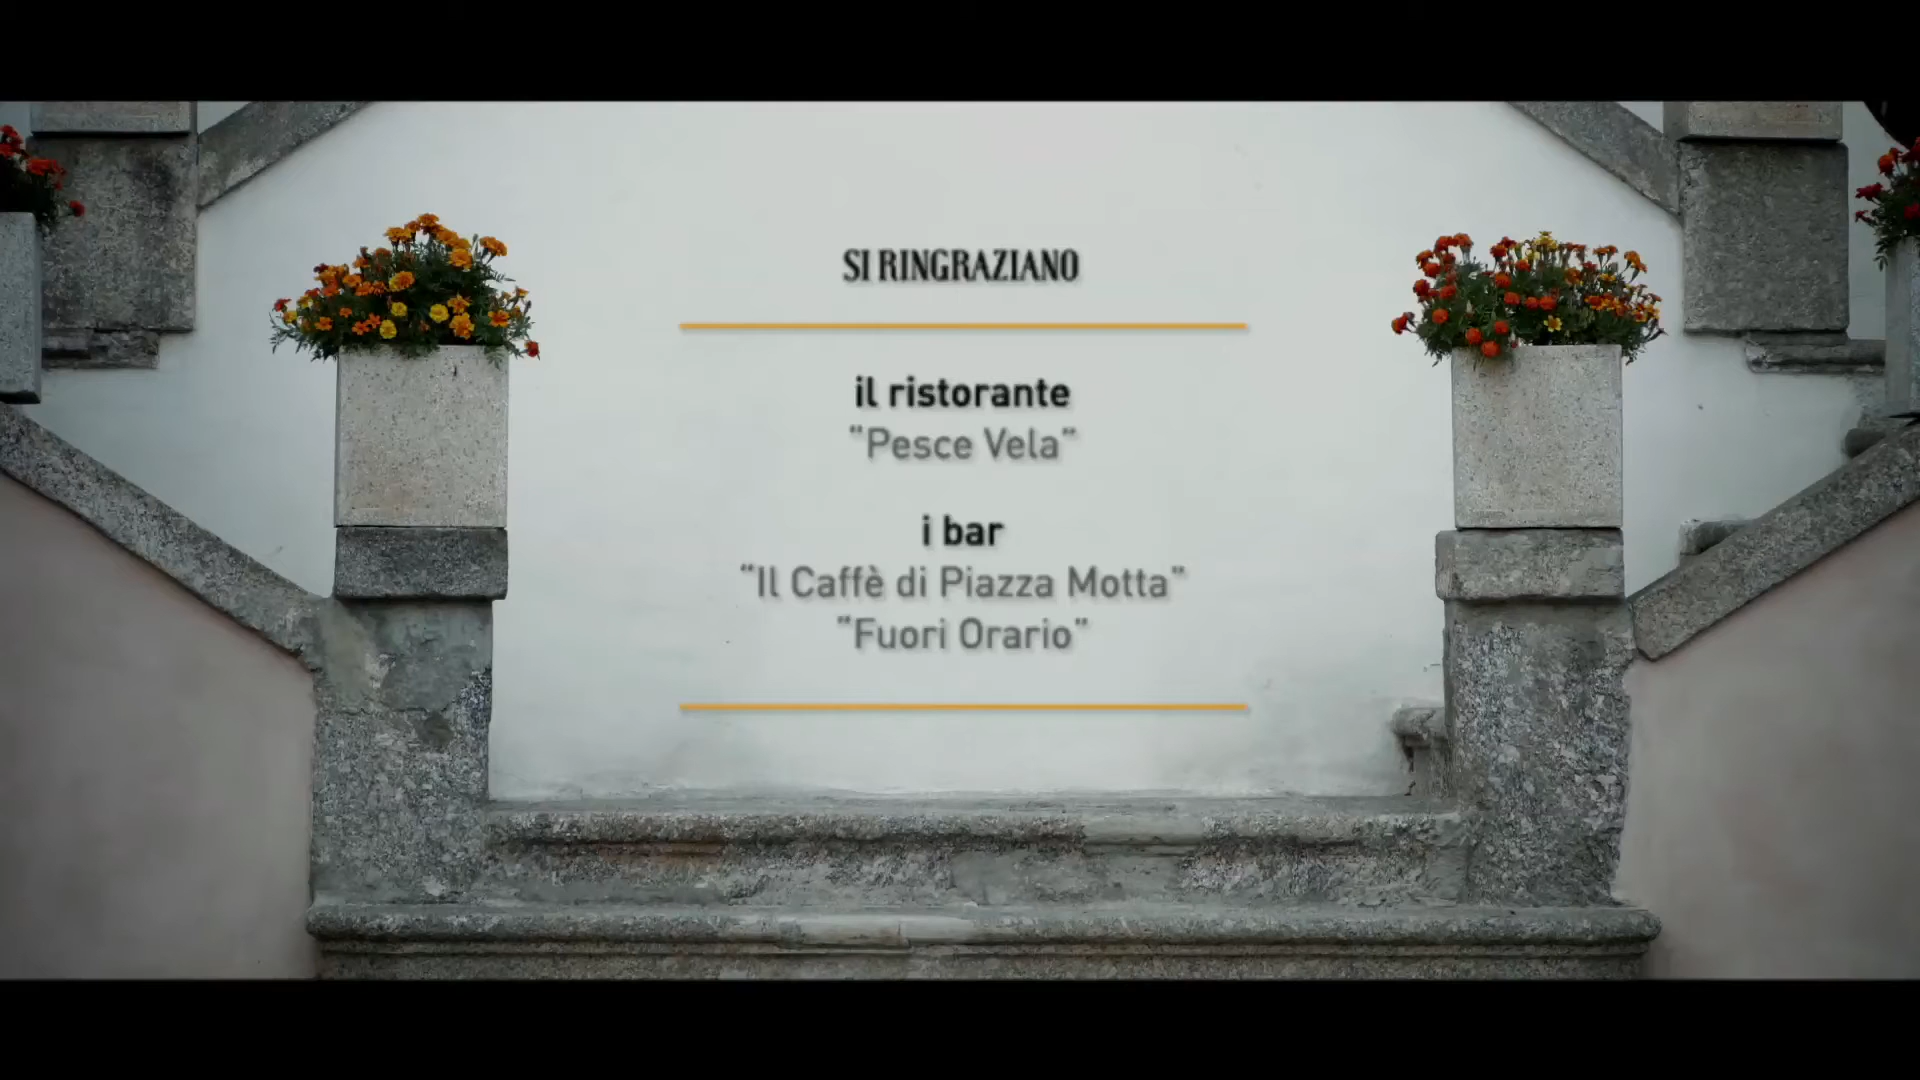 SI RINGRAZIANO
il ristorante
“Pesce Vela”
i bar
“Il Caffè di Piazza Motta”
“Fuori Orario”